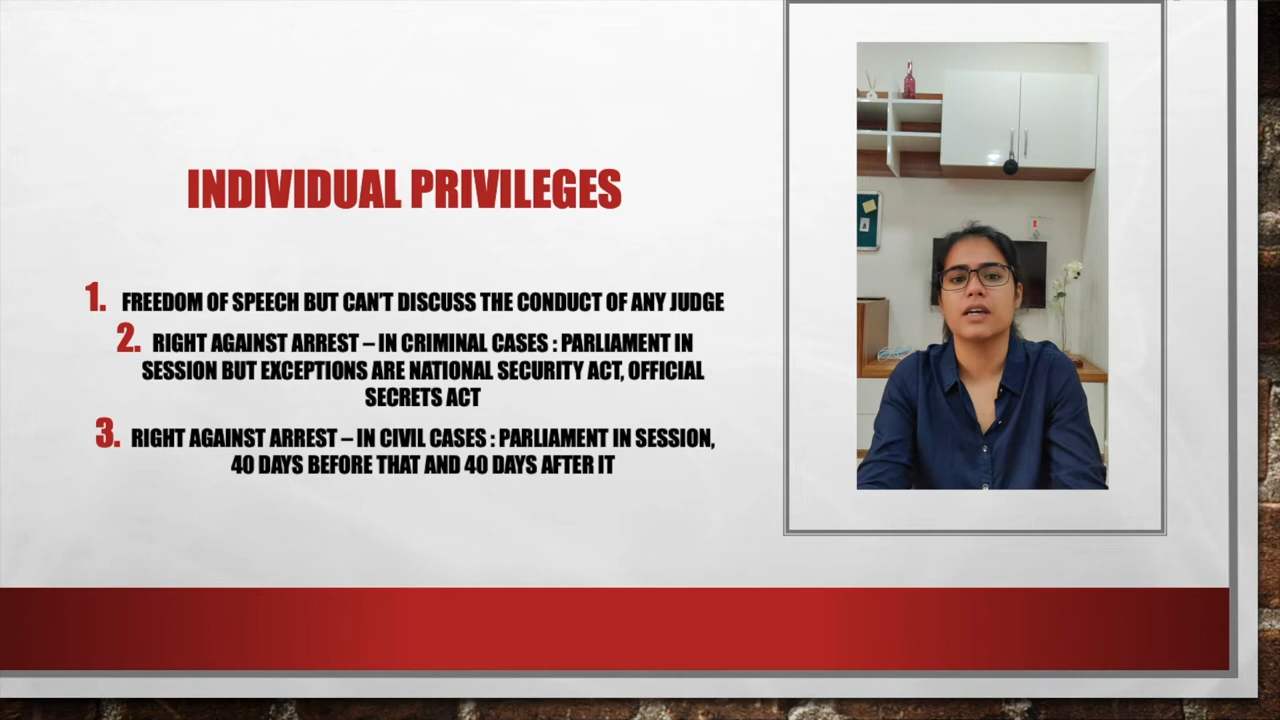 INDIVIDUAL PRIVILEGES
1. FREEDOM OF SPEECH BUT CAN'T DISCUSS THE CONDUCT OF ANY JUDGE
2. RIGHT AGAINST ARREST – IN CRIMINAL CASES : PARLIAMENT IN
SESSION BUT EXCEPTIONS ARE NATIONAL SECURITY ACT, OFFICIAL
SECRETS ACT
3. RIGHT AGAINST ARREST – IN CIVIL CASES : PARLIAMENT IN SESSION,
40 DAYS BEFORE THAT AND 40 DAYS AFTER IT